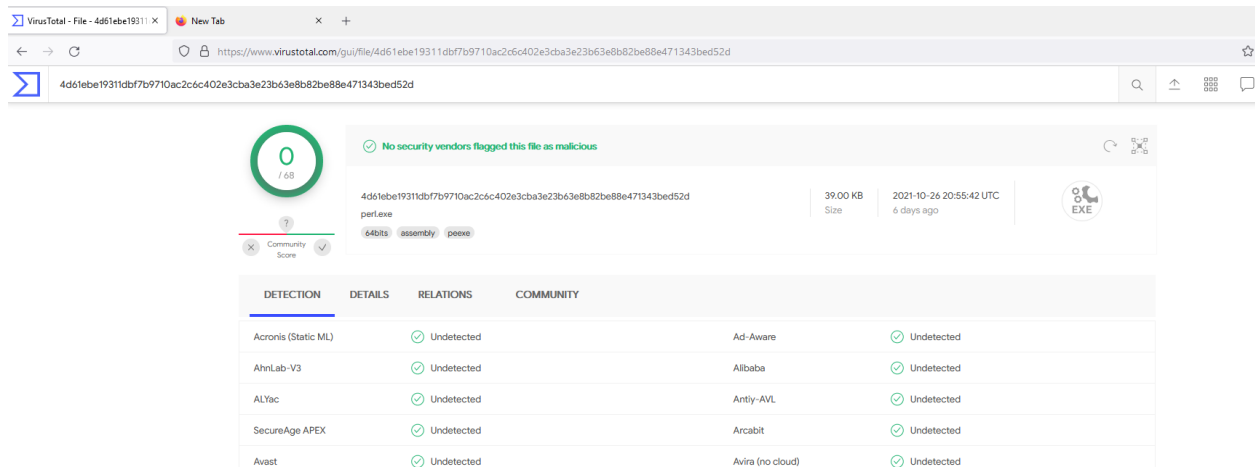 VirusTotal - File - 4d61ebe19311
New Tab
https://www.virustotal.com/gui/file/4d61ebe19311dbf7b9710ac2c6c402e3cba3e23b63e8b82be88e471343bed52d
4d61ebe19311dbf7b9710ac2c6c402e3cba3e23b63e8b82be88e471343bed52d
0
/ 68
?
Community
Score
No security vendors flagged this file as malicious
4d61ebe19311dbf7b9710ac2c6c402e3cba3e23b63e8b82be88e471343bed52d
perl.exe
64bits assembly peexe
39.00 KB
Size
2021-10-26 20:55:42 UTC
6 days ago
EXE
DETECTION DETAILS RELATIONS COMMUNITY
Acronis (Static ML) Undetected Ad-Aware Undetected
AhnLab-V3 Undetected Alibaba Undetected
ALYac Undetected Antiy-AVL Undetected
SecureAge APEX Undetected Arcabit Undetected
Avast Undetected Avira (no cloud) Undetected